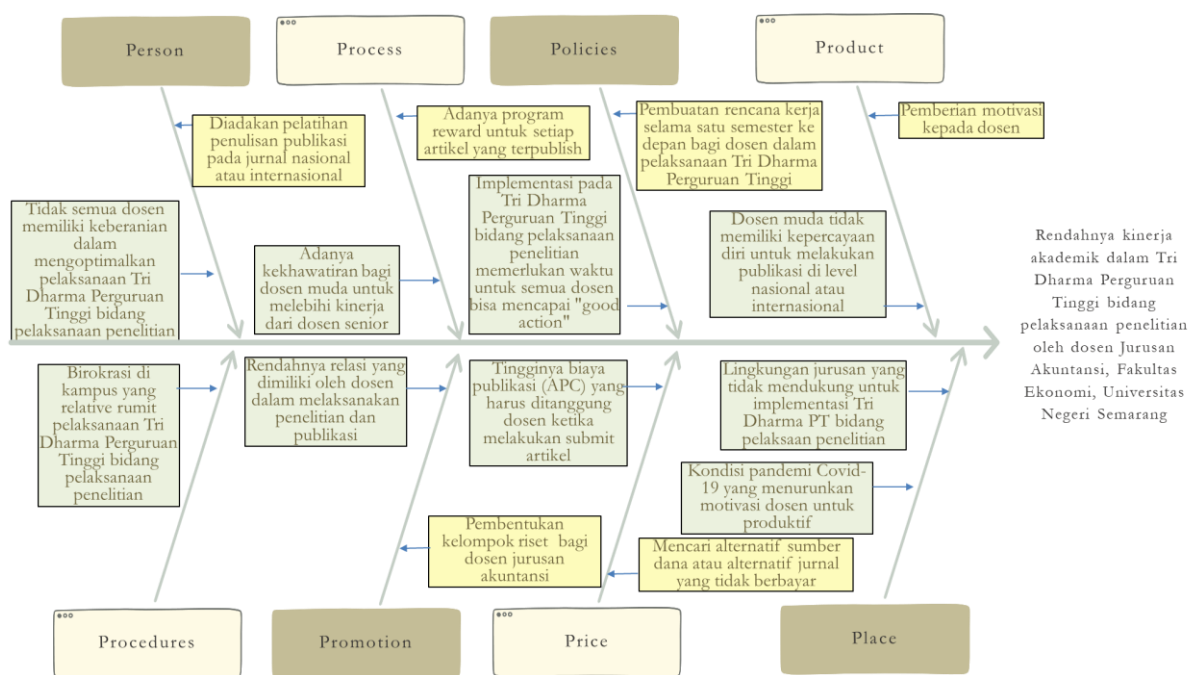 Person
Process
Policies
Product
Diadakan pelatihan
penulisan publikasi
pada jurnal nasional
atau internasional
Adanya program
reward untuk setiap
artikel yang terpublish
Pembuatan rencana kerja
selama satu semester ke
depan bagi dosen dalam
pelaksanaan Tri Dharma
Perguruan Tinggi
Pemberian motivasi
kepada dosen
Tidak semua dosen
memiliki keberanian
dalam
mengoptimalkan
pelaksanaan Tri
Dharma Perguruan
Tinggi bidang
pelaksanaan penelitian
Adanya
kekhawatiran bagi
dosen muda untuk
melebihi kinerja
dari dosen senior
Implementasi pada
Tri Dharma
Perguruan Tinggi
bidang pelaksanaan
penelitian
memerlukan waktu
untuk semua dosen
bisa mencapai "good
action"
Dosen muda tidak
memiliki kepercayaan
diri untuk melakukan
publikasi di level
nasional atau
internasional
Rendahnya kinerja
akademik dalam Tri
Dharma Perguruan
Tinggi bidang
pelaksanaan penelitian
oleh dosen Jurusan
Akuntansi, Fakultas
Ekonomi, Universitas
Negeri Semarang
Birokrasi di
kampus yang
relative rumit
pelaksanaan Tri
Dharma Perguruan
Tinggi bidang
pelaksanaan
penelitian
Rendahnya relasi yang
dimiliki oleh dosen
dalam melaksanakan
penelitian dan
publikasi
Tingginya biaya
publikasi (APC) yang
harus ditanggung
dosen ketika
melakukan submit
artikel
Lingkungan jurusan yang
tidak mendukung untuk
implementasi Tri
Dharma PT bidang
pelaksaan penelitian
Kondisi pandemi Covid-
19 yang menurunkan
motivasi dosen untuk
produktif
Pembentukan
kelompok riset bagi
dosen jurusan
akuntansi
Mencari alternatif sumber
dana atau alternatif jurnal
yang tidak berbayar
Procedures
Promotion
Price
Place